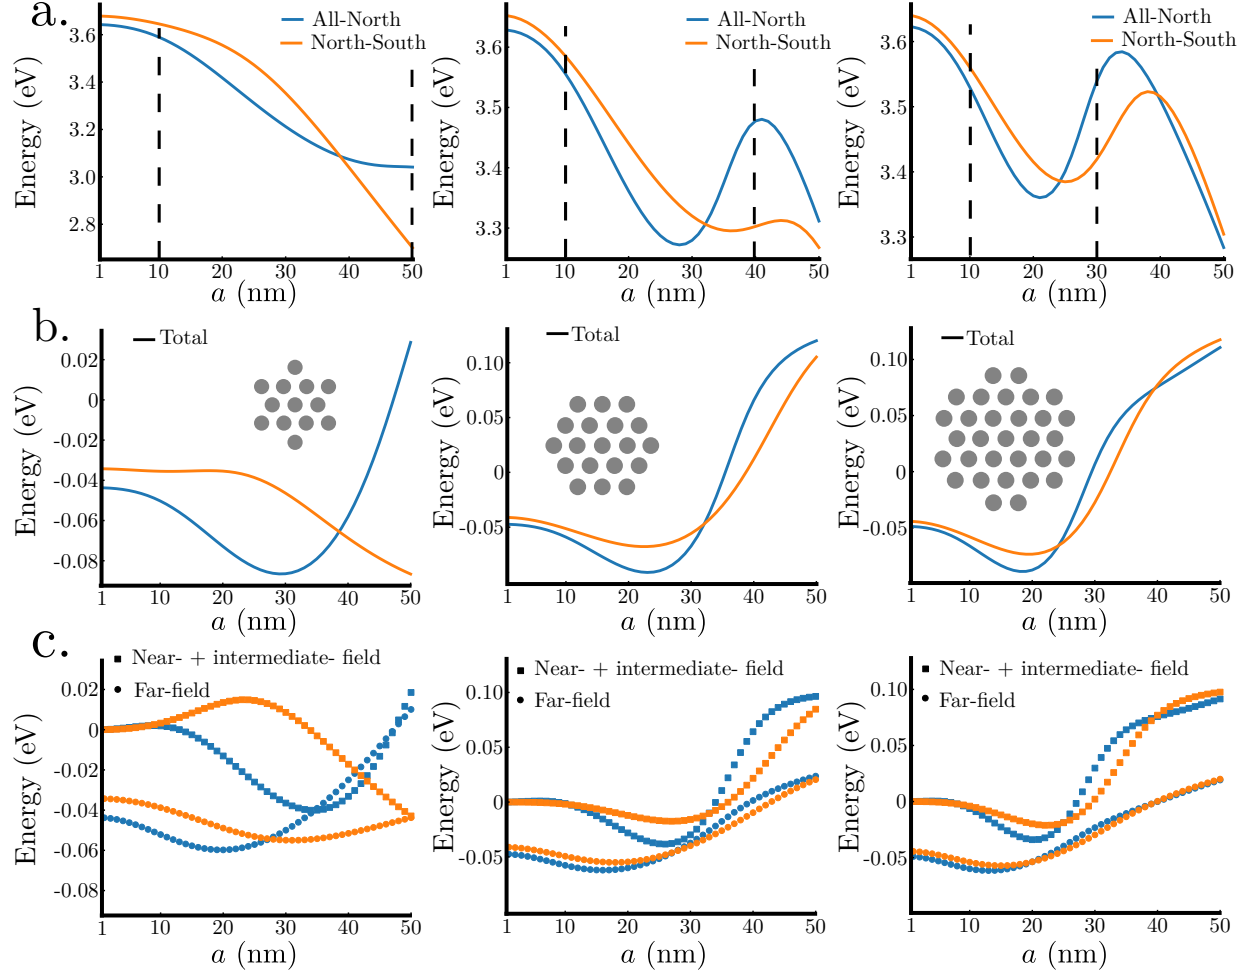 a.
All-North
North-South
Energy (eV)
3.6
3.4
3.2
3.0
2.8
1 10 20 30 40 50
a (nm)
All-North
North-South
Energy (eV)
3.6
3.5
3.4
3.3
1 10 20 30 40 50
a (nm)
All-North
North-South
Energy (eV)
3.6
3.5
3.4
3.3
1 10 20 30 40 50
a (nm)
b.
Total
Energy (eV)
0.02
0
-0.02
-0.04
-0.06
-0.08
1 10 20 30 40 50
a (nm)
Total
Energy (eV)
0.10
0.05
0
-0.05
1 10 20 30 40 50
a (nm)
Total
Energy (eV)
0.10
0.05
0
-0.05
1 10 20 30 40 50
a (nm)
c.
Near- + intermediate- field
Far-field
Energy (eV)
0.02
0
-0.02
-0.04
-0.06
-0.08
1 10 20 30 40 50
a (nm)
Near- + intermediate- field
Far-field
Energy (eV)
0.10
0.05
0
-0.05
1 10 20 30 40 50
a (nm)
Near- + intermediate- field
Far-field
Energy (eV)
0.10
0.05
0
-0.05
1 10 20 30 40 50
a (nm)